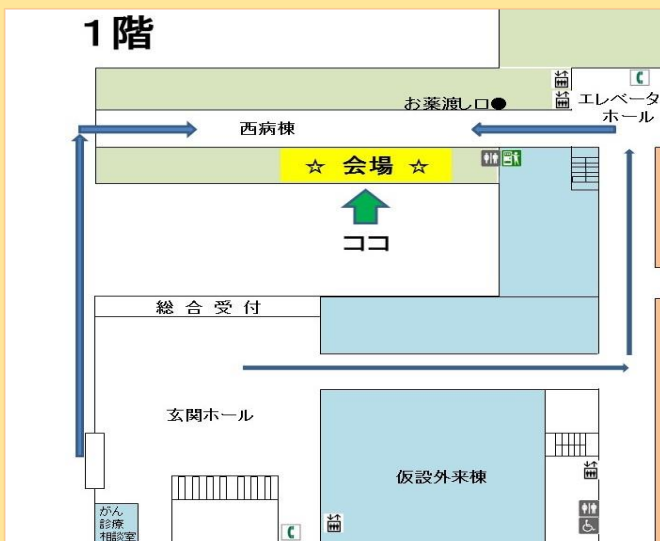 1階
お薬渡し口●
エレベータ
ホール
西病棟
☆ 会場 ☆
ココ
総合受付
玄関ホール
仮設外来棟
がん
診療
相談室